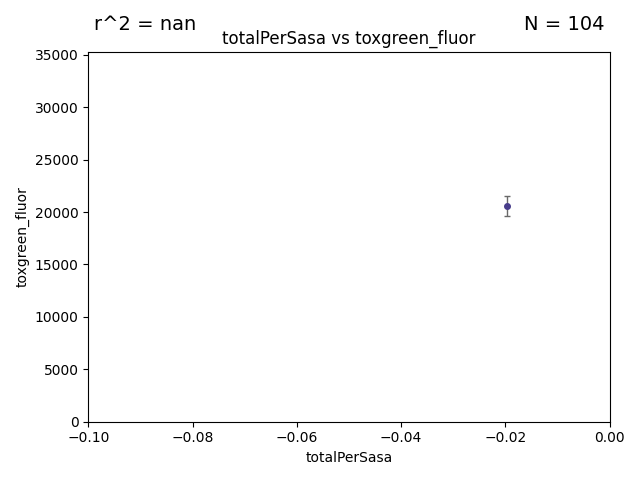 r^2 = nan
N = 104
totalPerSasa vs toxgreen_fluor
35000
30000
25000
20000
15000
10000
5000
0
toxgreen_fluor
−0.10
−0.08
−0.06
−0.04
−0.02
0.00
totalPerSasa